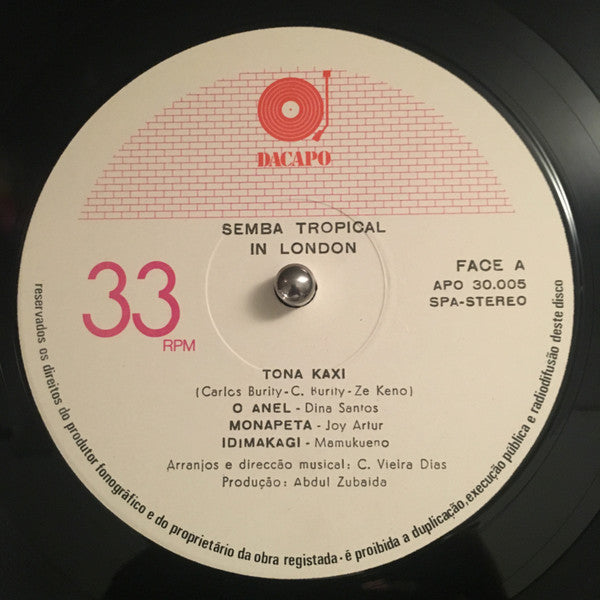 DACAPO
SEMBA TROPICAL
IN LONDON
33
RPM
FACE A
APO 30.005
SPA-STEREO
TONA KAXI
(Carlos Burity-C. Burity-Ze Keno)
O ANEL - Dina Santos
MONAPETA - Joy Artur
IDIMAKAGI - Mamukueno
Arranjos e direcção musical: C. Vieira Dias
Produção: Abdul Zubaida
reservados os direitos do produtor fonográfico e do proprietário da obra registada - é proibida a duplicação, execução pública e radiodifusão deste disco